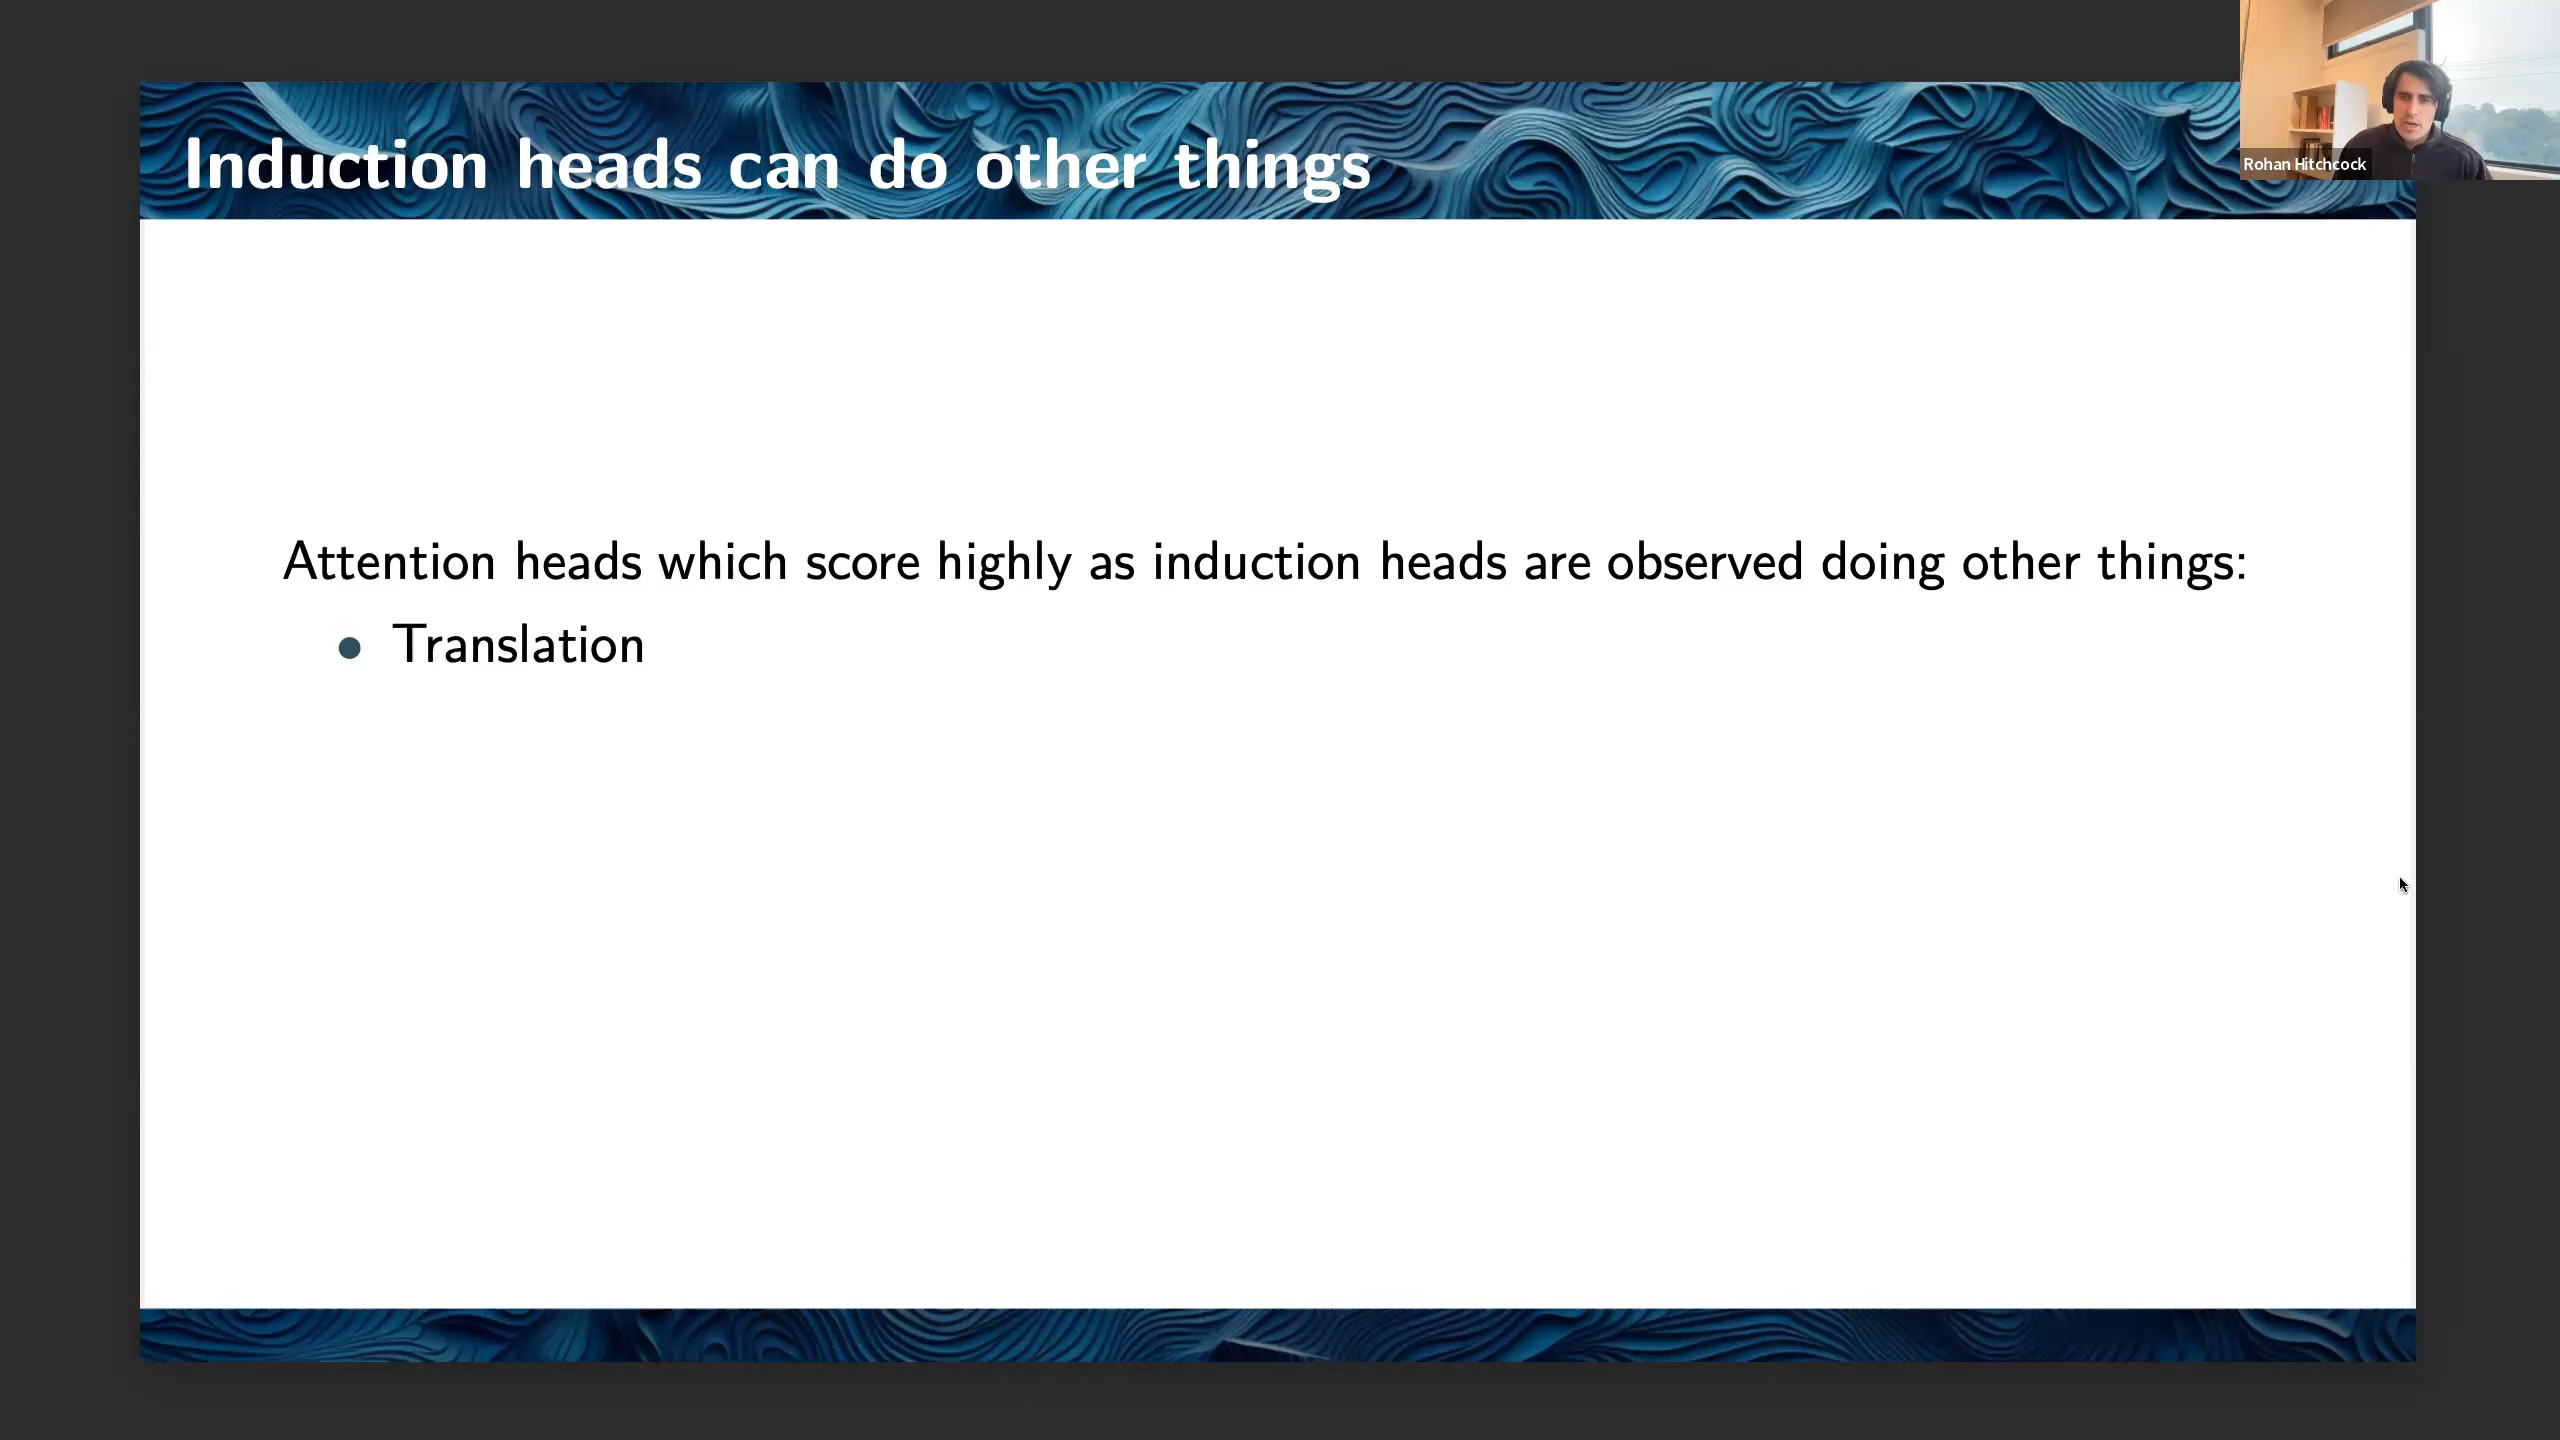 Induction heads can do other things
Rohan Hitchcock
Attention heads which score highly as induction heads are observed doing other things:
Translation